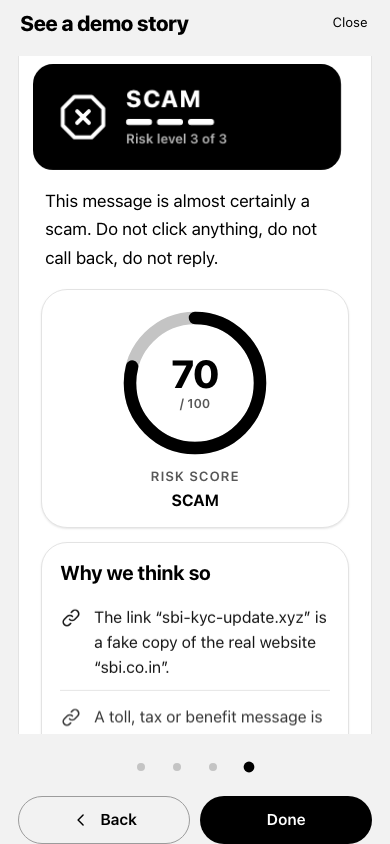 See a demo story
Close
SCAM
Risk level 3 of 3
This message is almost certainly a
scam. Do not click anything, do not
call back, do not reply.
70
/ 100
RISK SCORE
SCAM
Why we think so
The link “sbi-kyc-update.xyz” is
a fake copy of the real website
“sbi.co.in”.
A toll, tax or benefit message is
Back
Done